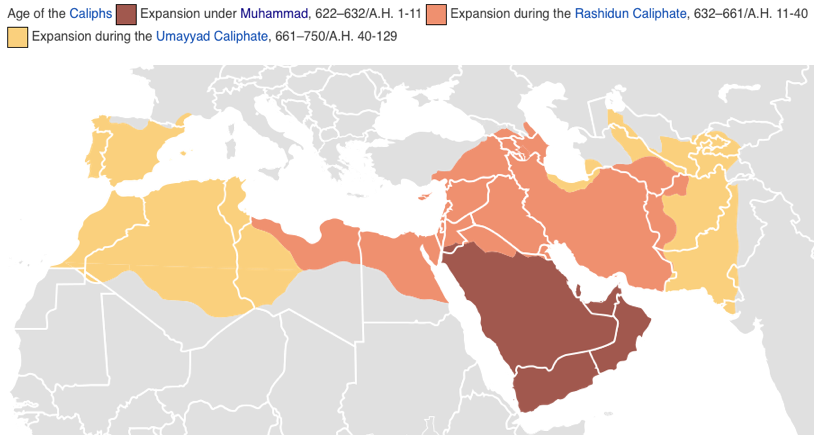 Age of the Caliphs Expansion under Muhammad, 622–632/A.H. 1-11 Expansion during the Rashidun Caliphate, 632–661/A.H. 11-40
Expansion during the Umayyad Caliphate, 661–750/A.H. 40-129